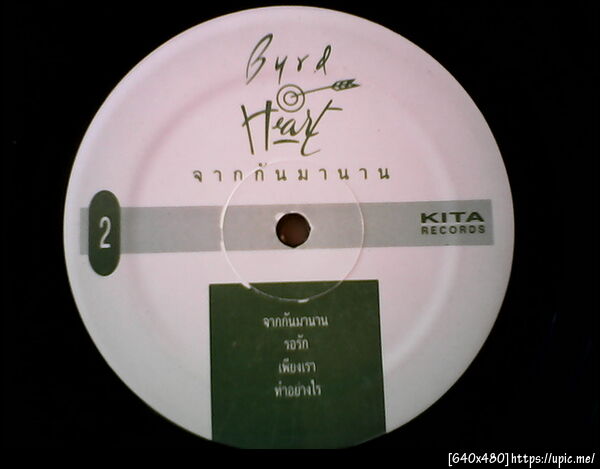 Byrd
Heart
จากกันมานาน
2
KITA
RECORDS
จากกันมานาน
รอรัก
เพียงเรา
ทำอย่างไร
[640x480]https://upic.me/